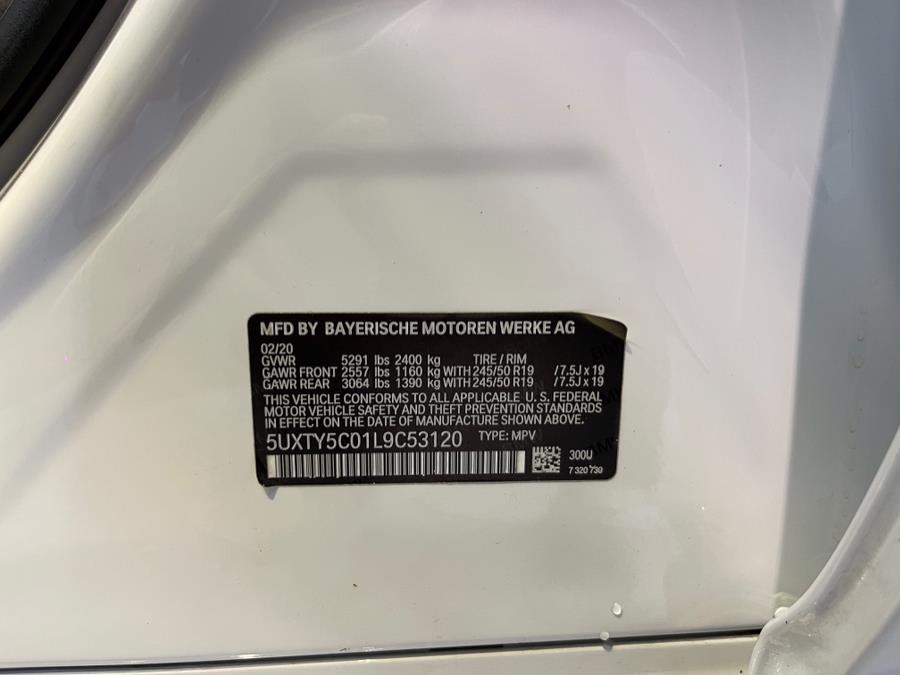 MFD BY BAYERISCHE MOTOREN WERKE AG
02/20
GVWR 5291 lbs 2400 kg TIRE / RIM
GAWR FRONT 2557 lbs 1160 kg WITH 245/50 R19 / 7.5J x 19
GAWR REAR 3064 lbs 1390 kg WITH 245/50 R19 / 7.5J x 19
THIS VEHICLE CONFORMS TO ALL APPLICABLE U. S. FEDERAL
MOTOR VEHICLE SAFETY AND THEFT PREVENTION STANDARDS
IN EFFECT ON THE DATE OF MANUFACTURE SHOWN ABOVE.
5UXTY5C01L9C53120 TYPE: MPV
300U
7 320 730